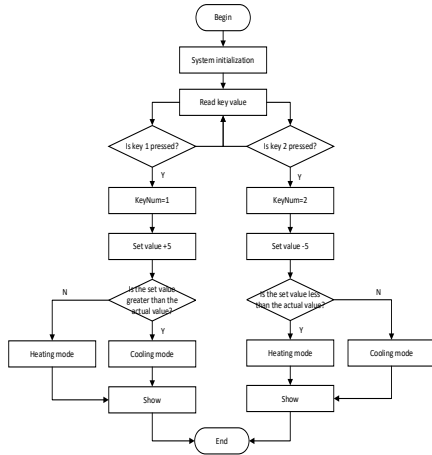 Begin
System initialization
Read key value
Is key 1 pressed?
Is key 2 pressed?
Y
Y
KeyNum=1
KeyNum=2
Set value +5
Set value -5
Is the set value
greater than the
actual value?
Is the set value less
than the actual value?
N
N
Y
Y
Heating mode
Cooling mode
Heating mode
Cooling mode
Show
Show
End